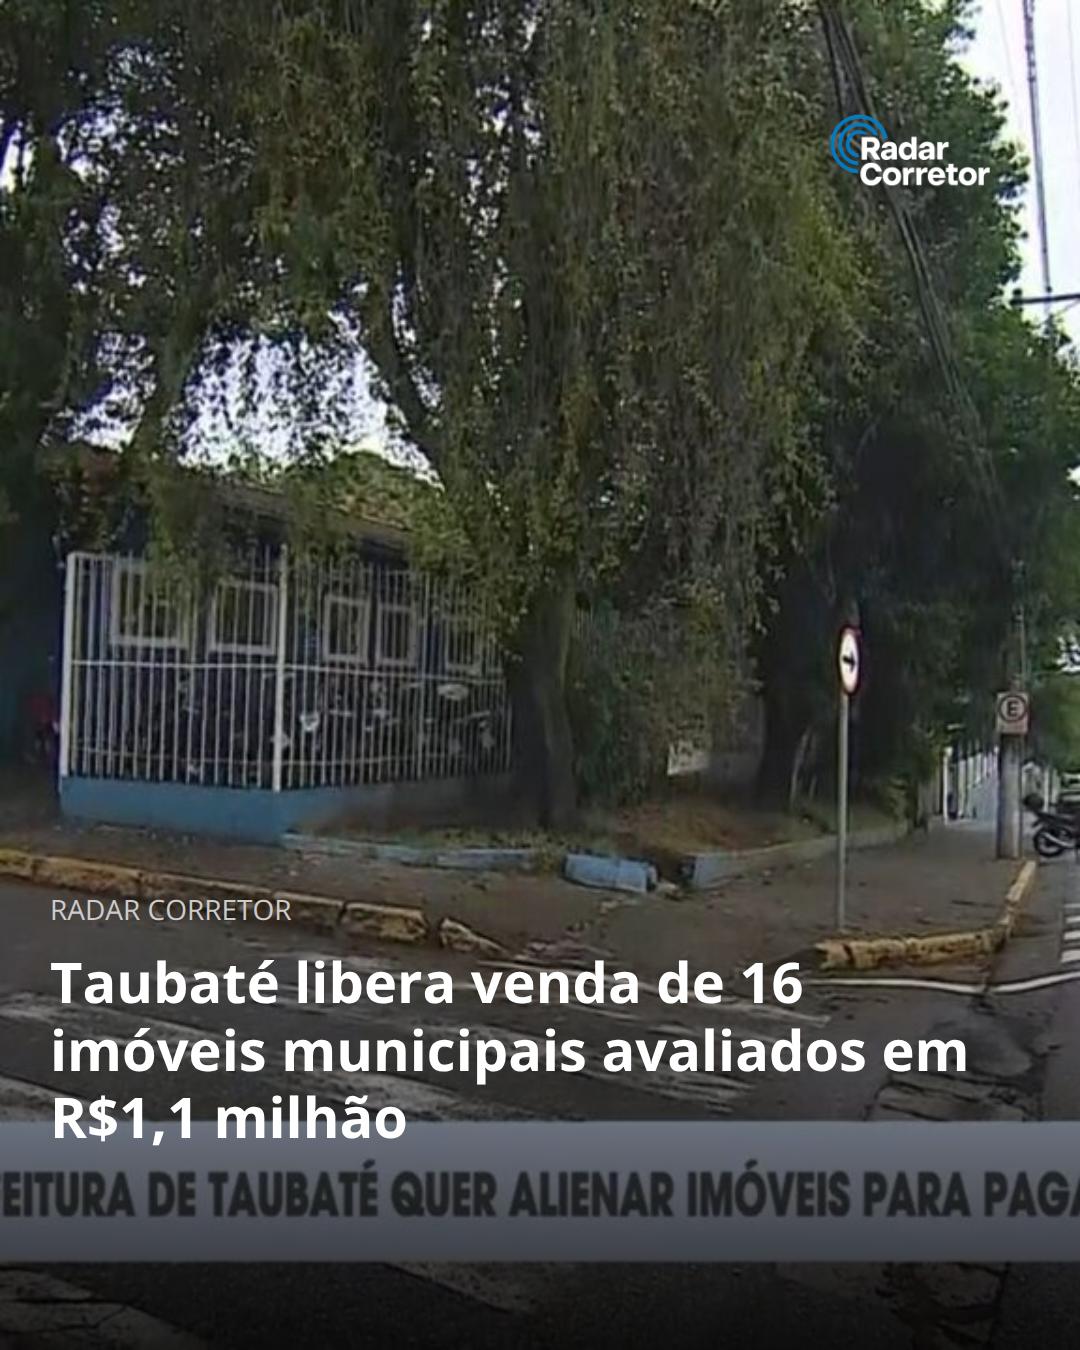 Radar
Corretor
E
RADAR CORRETOR
Taubaté libera venda de 16
imóveis municipais avaliados em
R$1,1 milhão
EITURA DE TAUBATÉ QUER ALIENAR IMÓVEIS PARA PAGA